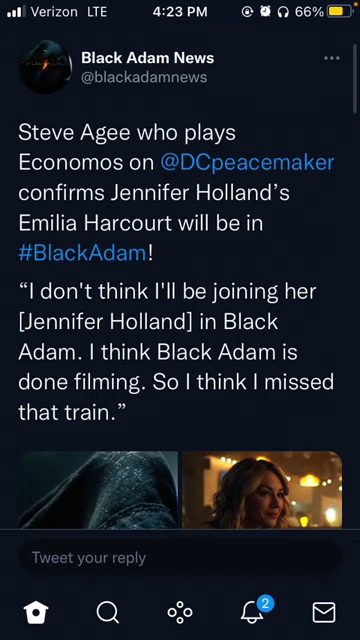 Verizon LTE 4:23 PM 66%
Black Adam News
@blackadamnews
Steve Agee who plays
Economos on @DCpeacemaker
confirms Jennifer Holland’s
Emilia Harcourt will be in
#BlackAdam!
“I don't think I'll be joining her
[Jennifer Holland] in Black
Adam. I think Black Adam is
done filming. So I think I missed
that train.”
Tweet your reply
2